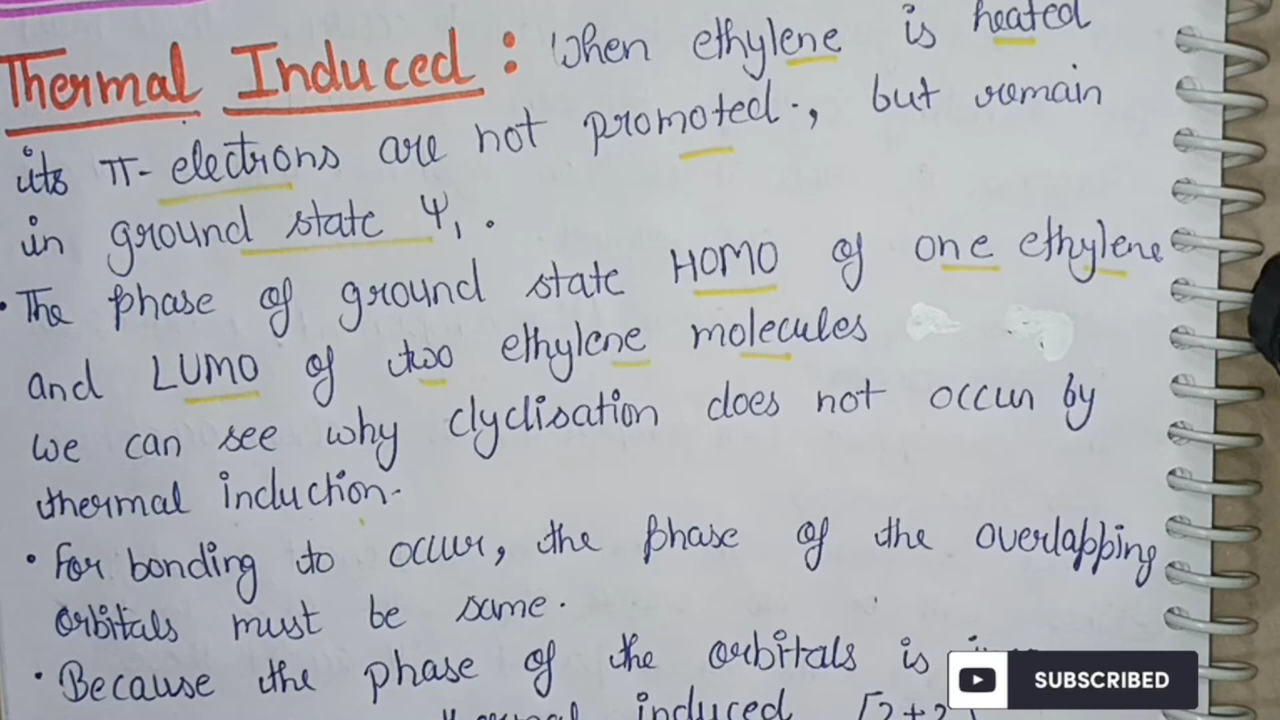 Thermal Induced : When ethylene is heated
its π- electrons are not promoted., but remain
in ground state Ψ₁.
• The phase of ground state HOMO of one ethylene
and LUMO of two ethylene molecules
we can see why clyclisation does not occur by
thermal induction-
• For bonding to occur, the phase of the overlapping
orbitals must be same.
• Because the phase of the orbitals is
induced [2+2]
SUBSCRIBED